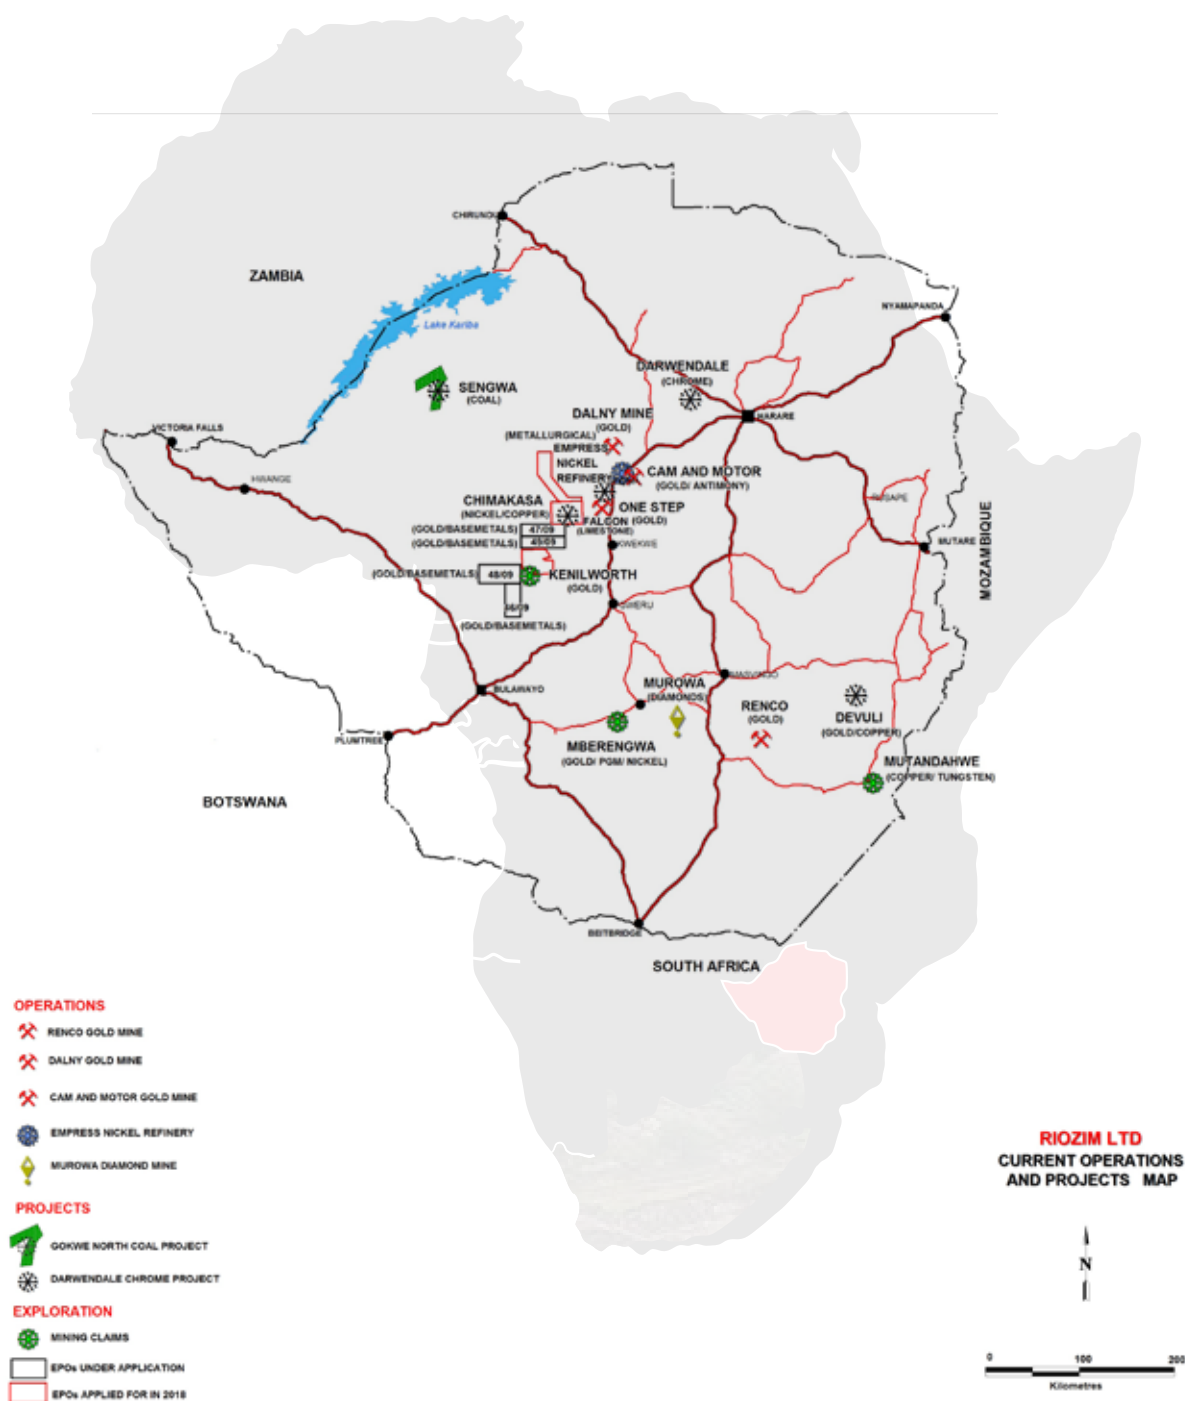 CHIRUNDU
ZAMBIA
NYAMAPANDA
Lake Kariba
DARWENDALE
(CHROME)
SENGWA
(COAL)
HARARE
DALNY MINE
(GOLD)
VICTORIA FALLS
(METALLURGICAL)
EMPRESS
NICKEL
REFINERY
CAM AND MOTOR
(GOLD/ ANTIMONY)
HWANGE
RUSAPE
CHIMAKASA
(NICKEL/COPPER)
ONE STEP
(GOLD)
FALCON
(LIMESTONE)
(GOLD/BASEMETALS)
47/09
(GOLD/BASEMETALS)
49/09
KWEKWE
MUTARE
MOZAMBIQUE
(GOLD/BASEMETALS)
48/09
KENILWORTH
(GOLD)
46/09
GWERU
(GOLD/BASEMETALS)
MASVINGO
BULAWAYO
MUROWA
(DIAMONDS)
RENCO
(GOLD)
DEVULI
(GOLD/COPPER)
PLUMTREE
MBERENGWA
(GOLD/ PGM/ NICKEL)
MUTANDAHWE
(COPPER/ TUNGSTEN)
BOTSWANA
BEITBRIDGE
SOUTH AFRICA
OPERATIONS
RENCO GOLD MINE
DALNY GOLD MINE
CAM AND MOTOR GOLD MINE
EMPRESS NICKEL REFINERY
MUROWA DIAMOND MINE
PROJECTS
GOKWE NORTH COAL PROJECT
DARWENDALE CHROME PROJECT
EXPLORATION
MINING CLAIMS
EPOs UNDER APPLICATION
EPOs APPLIED FOR IN 2018
RIOZIM LTD
CURRENT OPERATIONS
AND PROJECTS MAP
N
0 100 200
Kilometres